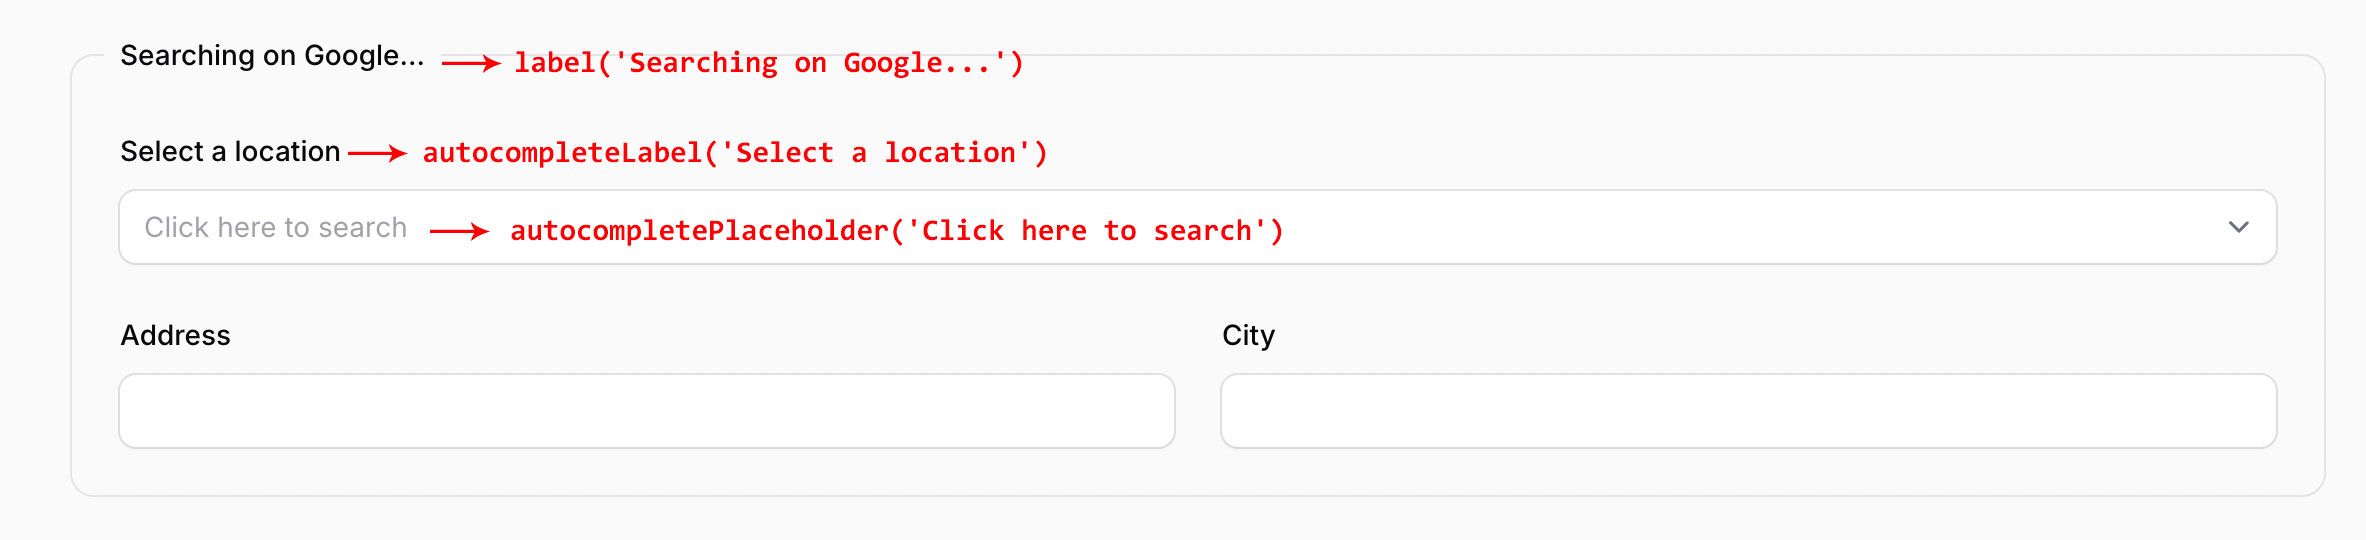 Searching on Google... label('Searching on Google...')
Select a location autocompleteLabel('Select a location')
Click here to search autocompletePlaceholder('Click here to search')
Address City